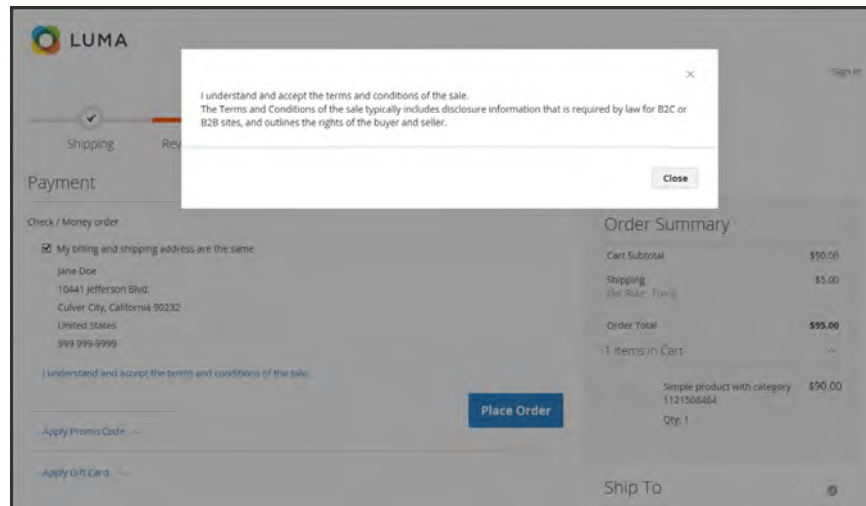 LUMA
×
Sign In
I understand and accept the terms and conditions of the sale.
The Terms and Conditions of the sale typically includes disclosure information that is required by law for B2C or
B2B sites, and outlines the rights of the buyer and seller.
Close
Shipping
Rev
Payment
Check / Money order
My billing and shipping address are the same
Jane Doe
10441 Jefferson Blvd.
Culver City, California 90232
United States
999 999-9999
I understand and accept the terms and conditions of the sale.
Place Order
Apply Promo Code
Apply Gift Card
Order Summary
Cart Subtotal $90.00
Shipping $5.00
Flat Rate - Fixed
Order Total $95.00
1 Items in Cart
Simple product with category $90.00
1121508464
Qty: 1
Ship To